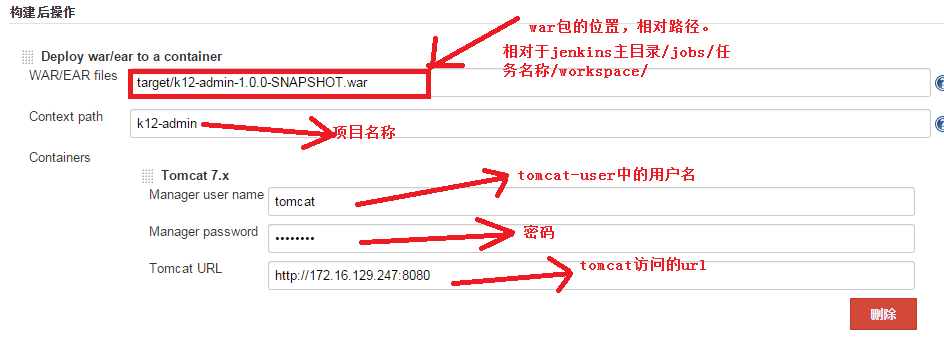 构建后操作
war包的位置，相对路径。
相对于jenkins主目录/jobs/任
务名称/workspace/
Deploy war/ear to a container
WAR/EAR files
target/k12-admin-1.0.0-SNAPSHOT.war
Context path
k12-admin
项目名称
Containers
Tomcat 7.x
Manager user name
tomcat
tomcat-user中的用户名
Manager password
••••••••
密码
Tomcat URL
http://172.16.129.247:8080
tomcat访问的url
删除